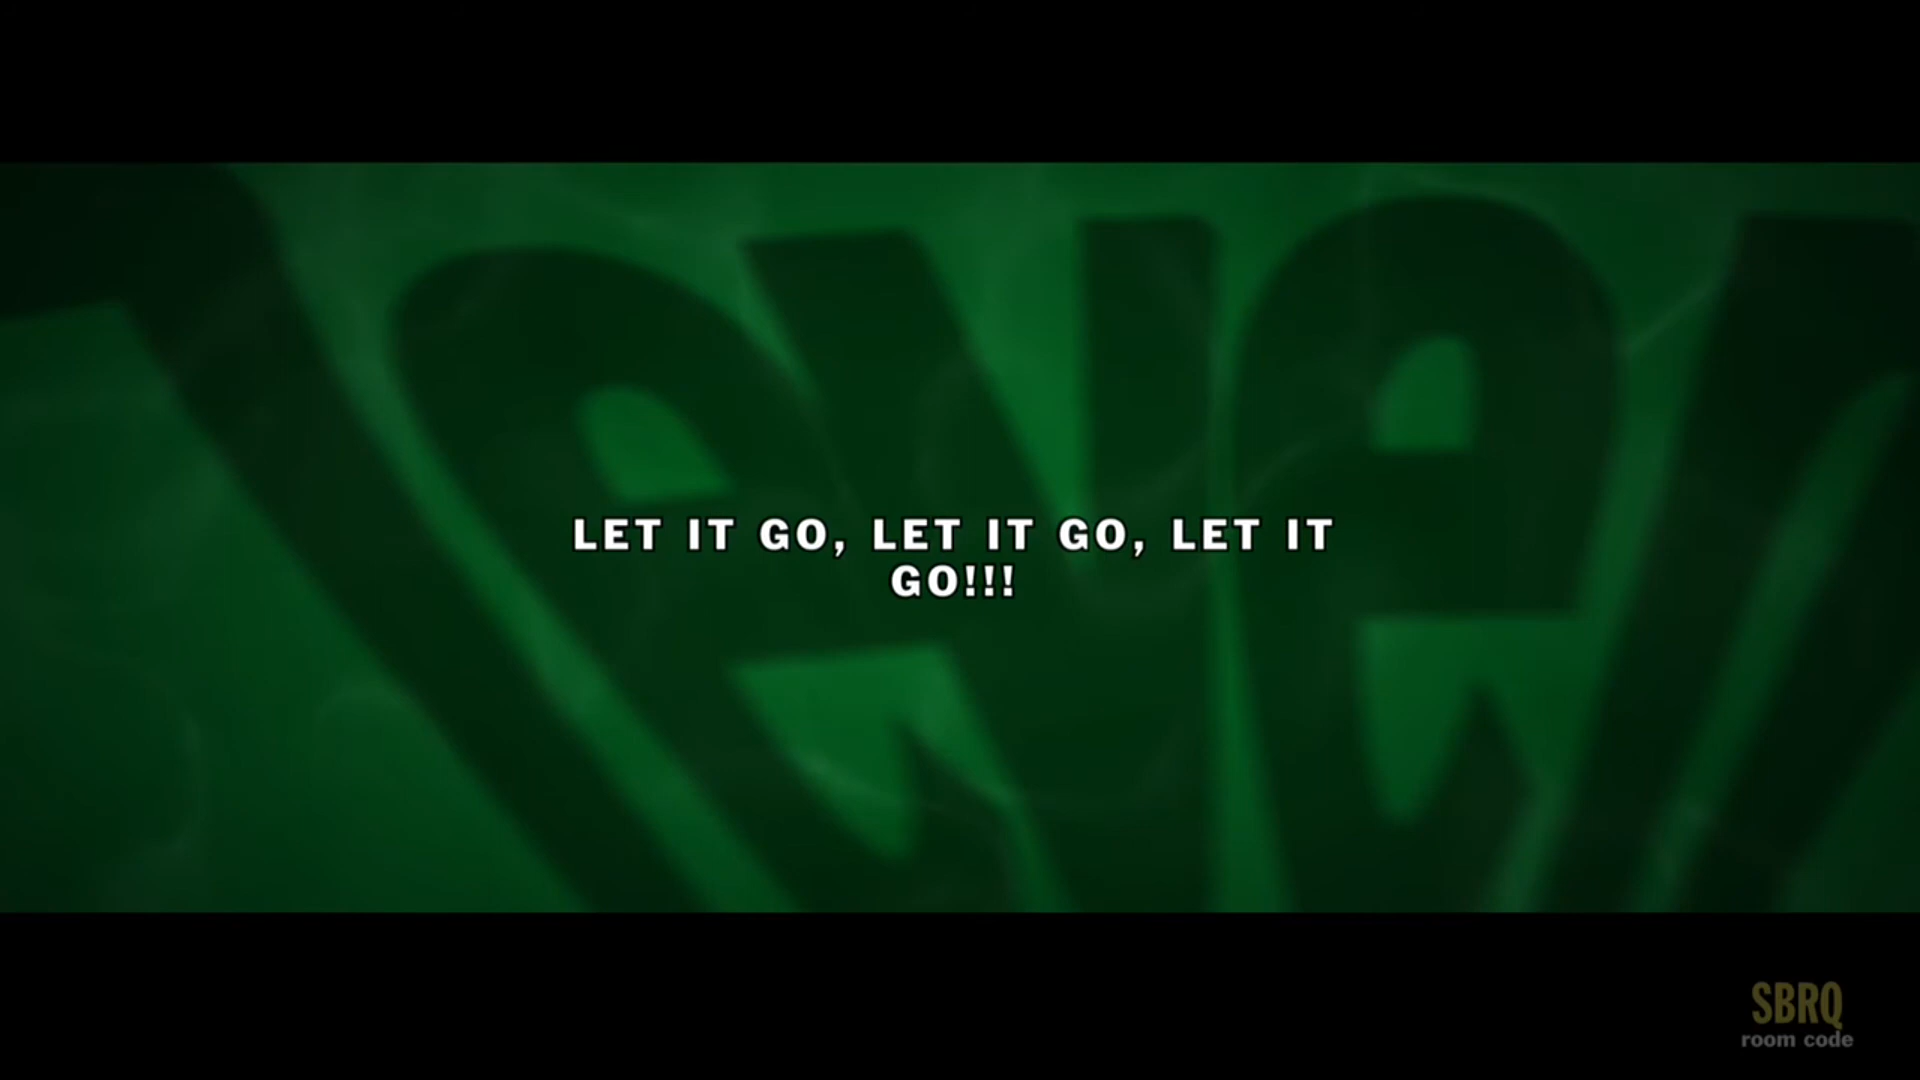 LET IT GO, LET IT GO, LET IT
GO!!!
SBRQ
room code